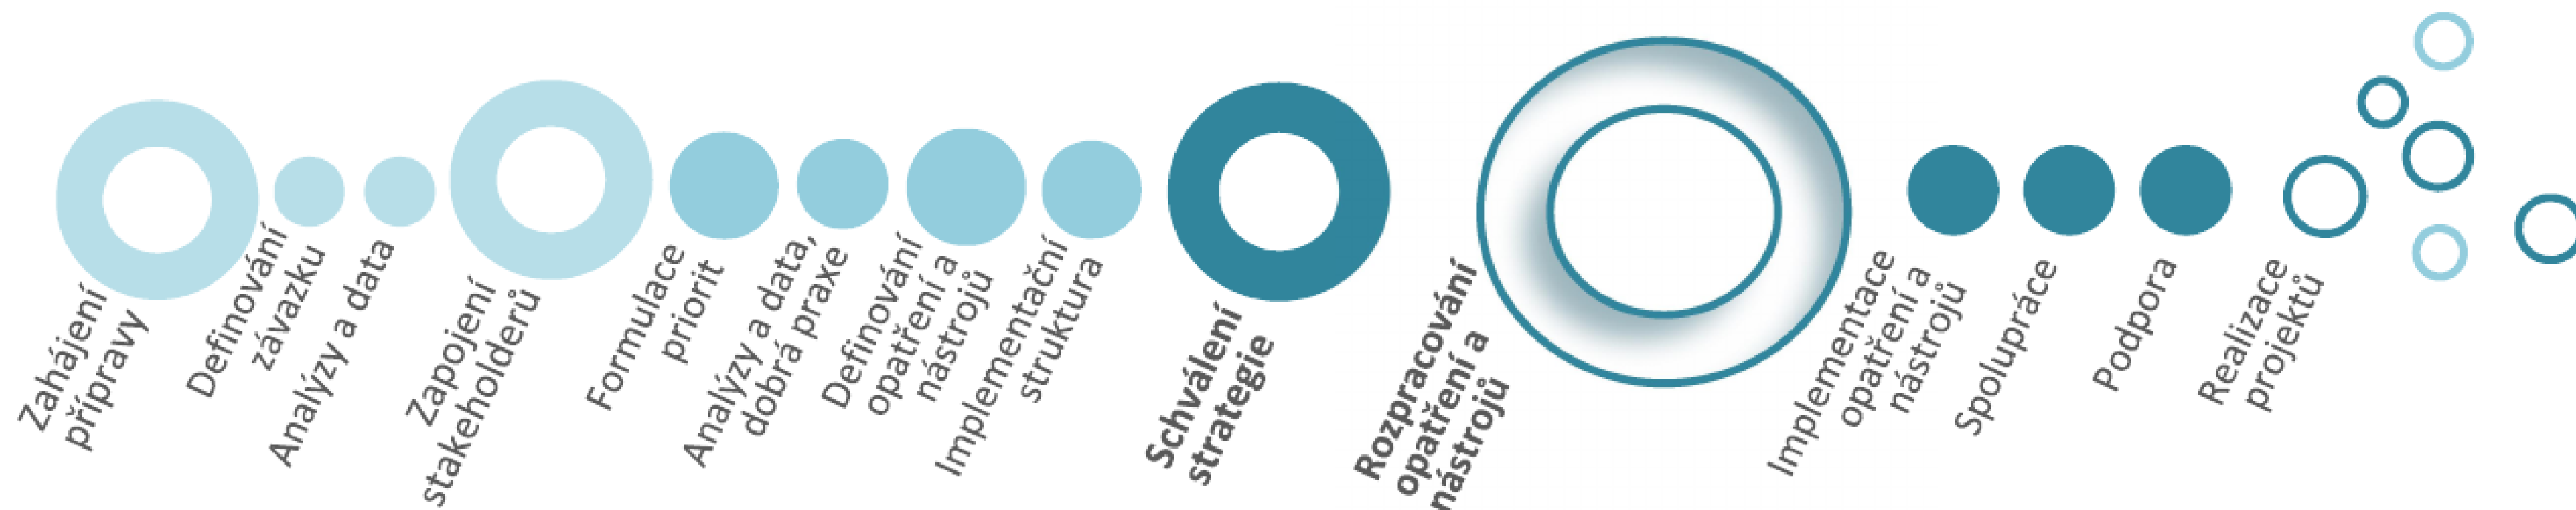 Zahájení
přípravy
Definování
závazku
Analýzy a data
Zapojení
stakeholderů
Formulace
priorit
Analýzy a data,
dobrá praxe
Definování
opatření a
nástrojů
Implementační
struktura
Schválení
strategie
Rozpracování
opatření a
nástrojů
Implementace
opatření a
nástrojů
Spolupráce
Podpora
Realizace
projektů